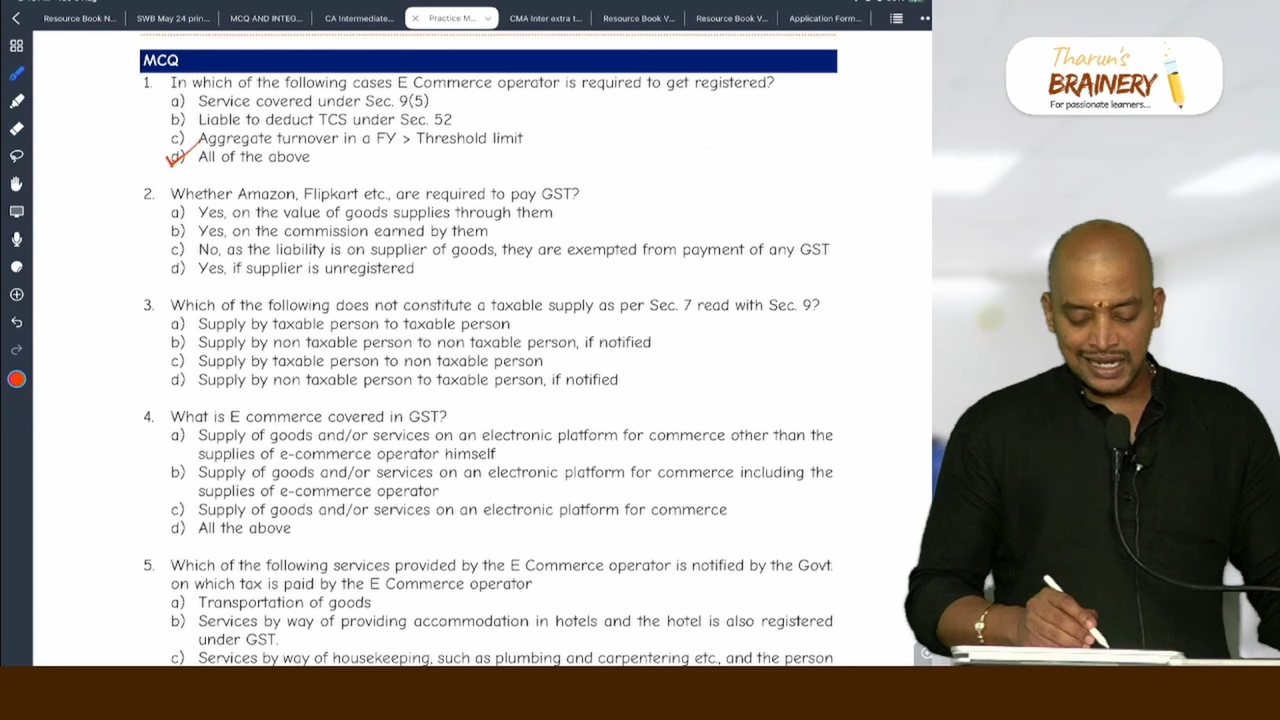 Resource Book N...
SWB May 24 prin...
MCQ AND INTEG...
CA Intermediate...
Practice M...
CMA Inter extra t...
Resource Book V...
Resource Book V...
Application Form...
Tharun's
BRAINERY
For passionate learners...
MCQ
1. In which of the following cases E Commerce operator is required to get registered?
a) Service covered under Sec. 9(5)
b) Liable to deduct TCS under Sec. 52
c) Aggregate turnover in a FY > Threshold limit
d) All of the above
2. Whether Amazon, Flipkart etc., are required to pay GST?
a) Yes, on the value of goods supplies through them
b) Yes, on the commission earned by them
c) No, as the liability is on supplier of goods, they are exempted from payment of any GST
d) Yes, if supplier is unregistered
3. Which of the following does not constitute a taxable supply as per Sec. 7 read with Sec. 9?
a) Supply by taxable person to taxable person
b) Supply by non taxable person to non taxable person, if notified
c) Supply by taxable person to non taxable person
d) Supply by non taxable person to taxable person, if notified
4. What is E commerce covered in GST?
a) Supply of goods and/or services on an electronic platform for commerce other than the
supplies of e-commerce operator himself
b) Supply of goods and/or services on an electronic platform for commerce including the
supplies of e-commerce operator
c) Supply of goods and/or services on an electronic platform for commerce
d) All the above
5. Which of the following services provided by the E Commerce operator is notified by the Govt.
on which tax is paid by the E Commerce operator
a) Transportation of goods
b) Services by way of providing accommodation in hotels and the hotel is also registered
under GST.
c) Services by way of housekeeping, such as plumbing and carpentering etc., and the person